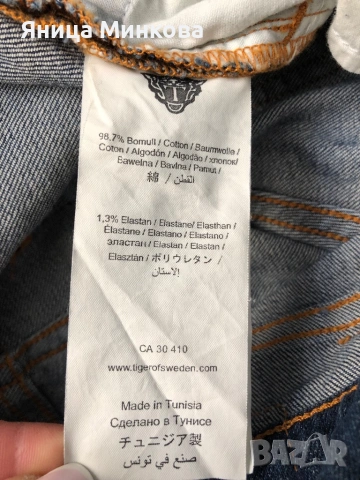 Яница Минкова
98,7% Bomull / Cotton / Baumwolle /
Coton / Algodón / Algodão / хлопок/
Bawełna / Bavlna / Pamut /
綿 / القطن
1,3% Elastan / Elastane/ Elasthan /
Élastane / Elastano / Elastano /
эластан / Elastan / Elastan /
Elasztán / ポリウレタン /
الإلاستان
CA 30 410
www.tigerofsweden.com
Made in Tunisia
Сделано в Тунисе
チュニジア製
صنع في تونس
BAZAR